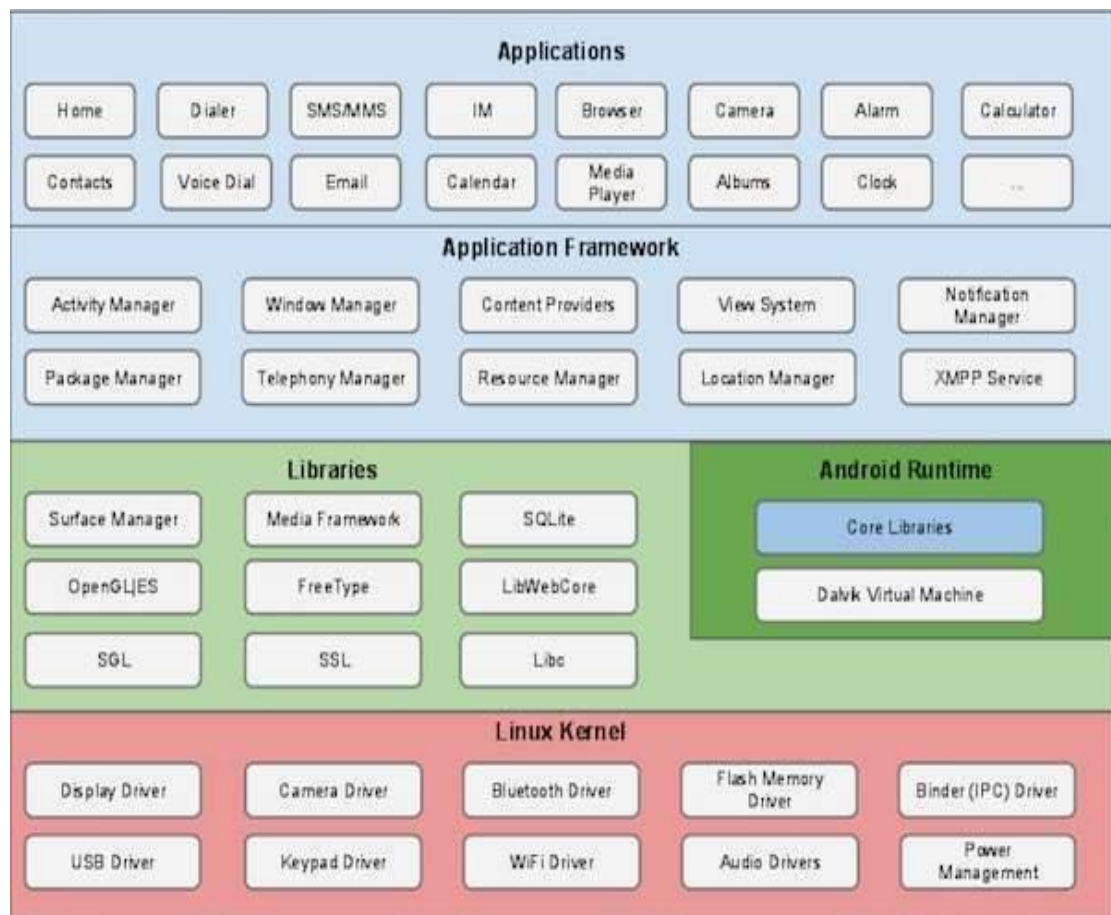 Applications
Home
Dialer
SMS/MMS
IM
Browser
Camera
Alarm
Calculator
Contacts
Voice Dial
Email
Calendar
Media
Player
Albums
Clock
...
Application Framework
Activity Manager
Window Manager
Content Providers
View System
Notification
Manager
Package Manager
Telephony Manager
Resource Manager
Location Manager
XMPP Service
Libraries
Surface Manager
Media Framework
SQLite
OpenGL|ES
FreeType
LibWebCore
SGL
SSL
Libc
Android Runtime
Core Libraries
Dalvik Virtual Machine
Linux Kernel
Display Driver
Camera Driver
Bluetooth Driver
Flash Memory
Driver
Binder (IPC) Driver
USB Driver
Keypad Driver
WiFi Driver
Audio Drivers
Power
Management